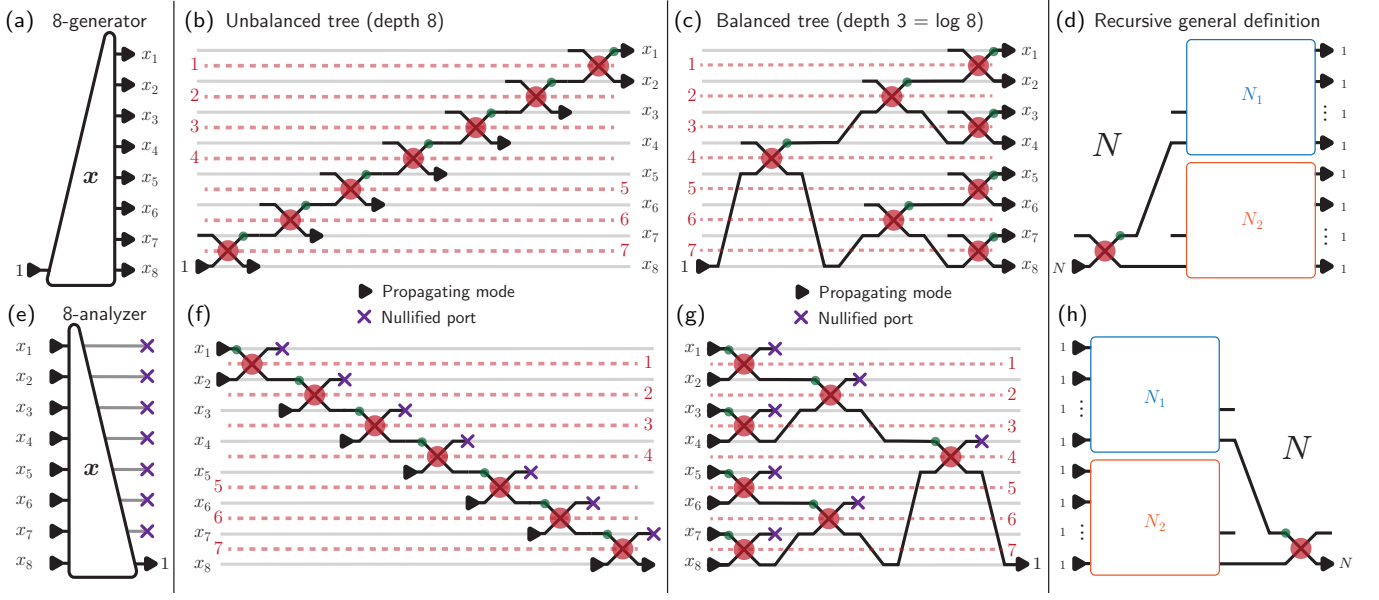 (a) 8-generator
x1
x2
x3
x4
x5
x6
x7
x8
x
1
(b) Unbalanced tree (depth 8)
1
2
3
4
5
6
7
1
x1
x2
x3
x4
x5
x6
x7
x8
(c) Balanced tree (depth 3 = log 8)
1
2
3
4
5
6
7
1
x1
x2
x3
x4
x5
x6
x7
x8
(d) Recursive general definition
N
N1
N2
N
1
1
⋮ 1
1
1
1
⋮ 1
1
Propagating mode
Nullified port
Propagating mode
Nullified port
(e) 8-analyzer
x1
x2
x3
x4
x5
x6
x7
x8
x
1
(f)
x1
x2
x3
x4
x5
x6
x7
x8
1
2
3
4
5
6
7
(g)
x1
x2
x3
x4
x5
x6
x7
x8
1
2
3
4
5
6
7
1
(h)
1
1
1 ⋮
1
1
1
1 ⋮
1
N1
N2
N
N